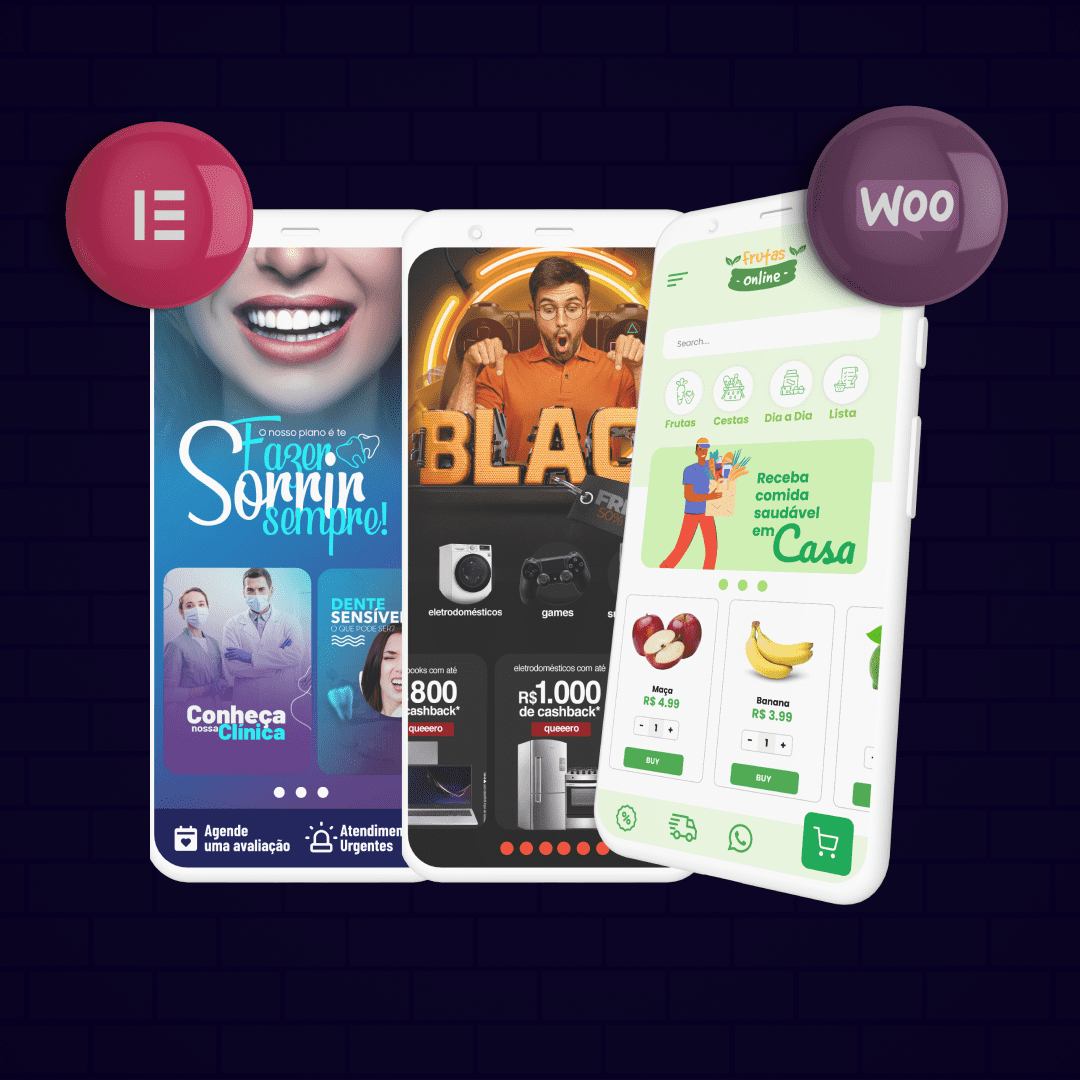 WOO
O nosso plano é te
Fazer
Sorrir
sempre!
Conheça
nossa Clínica
DENTE
SENSÍVE
O QUE PODE SER?
Agende
uma avaliação
Atendimen
Urgentes
BLAC
FRI
50%
eletrodomésticos
games
books com até
800
cashback*
queeero
eletrodomésticos com até
R$1.000
de cashback*
queeero
Frutas
- online -
Search...
Frutas
Cestas
Dia a Dia
Lista
Receba
comida
saudável
em Casa
Maça
R$ 4.99
- 1 +
BUY
Banana
R$ 3.99
- 1 +
BUY
-
%